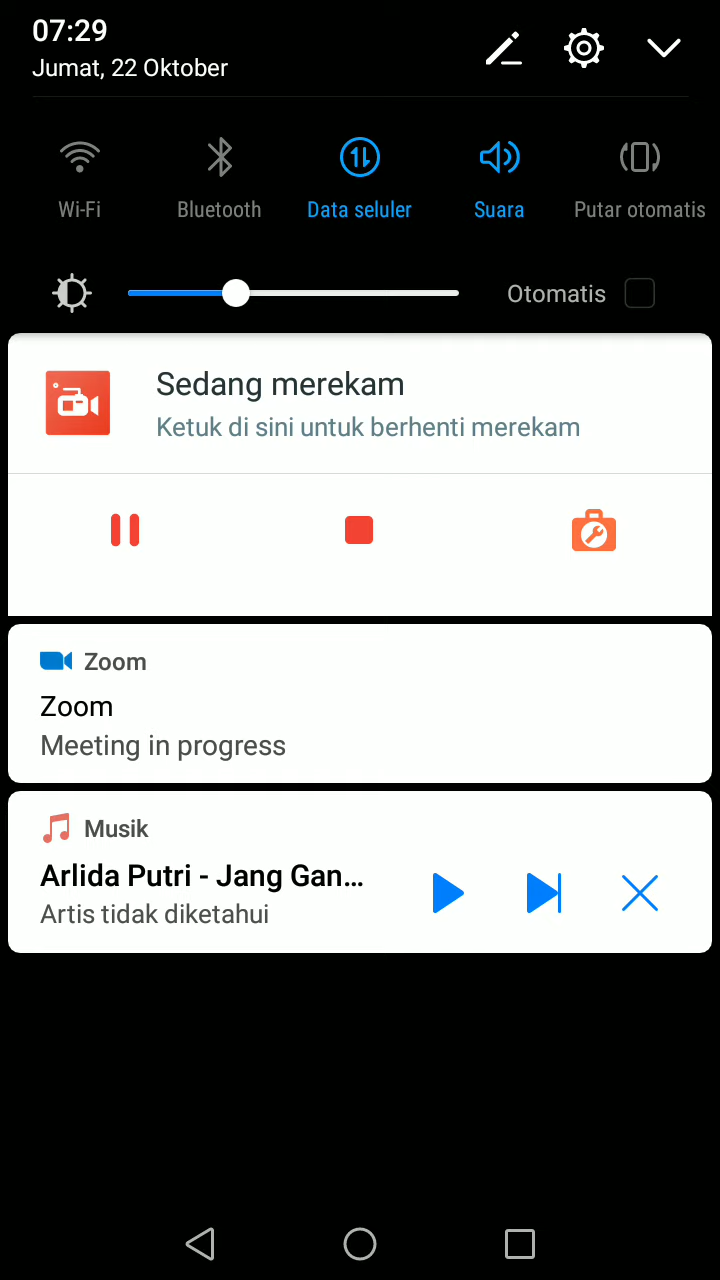 07:29
Jumat, 22 Oktober
Wi-Fi
Bluetooth
Data seluler
Suara
Putar otomatis
Otomatis
Sedang merekam
Ketuk di sini untuk berhenti merekam
Zoom
Zoom
Meeting in progress
Musik
Arlida Putri - Jang Gan...
Artis tidak diketahui